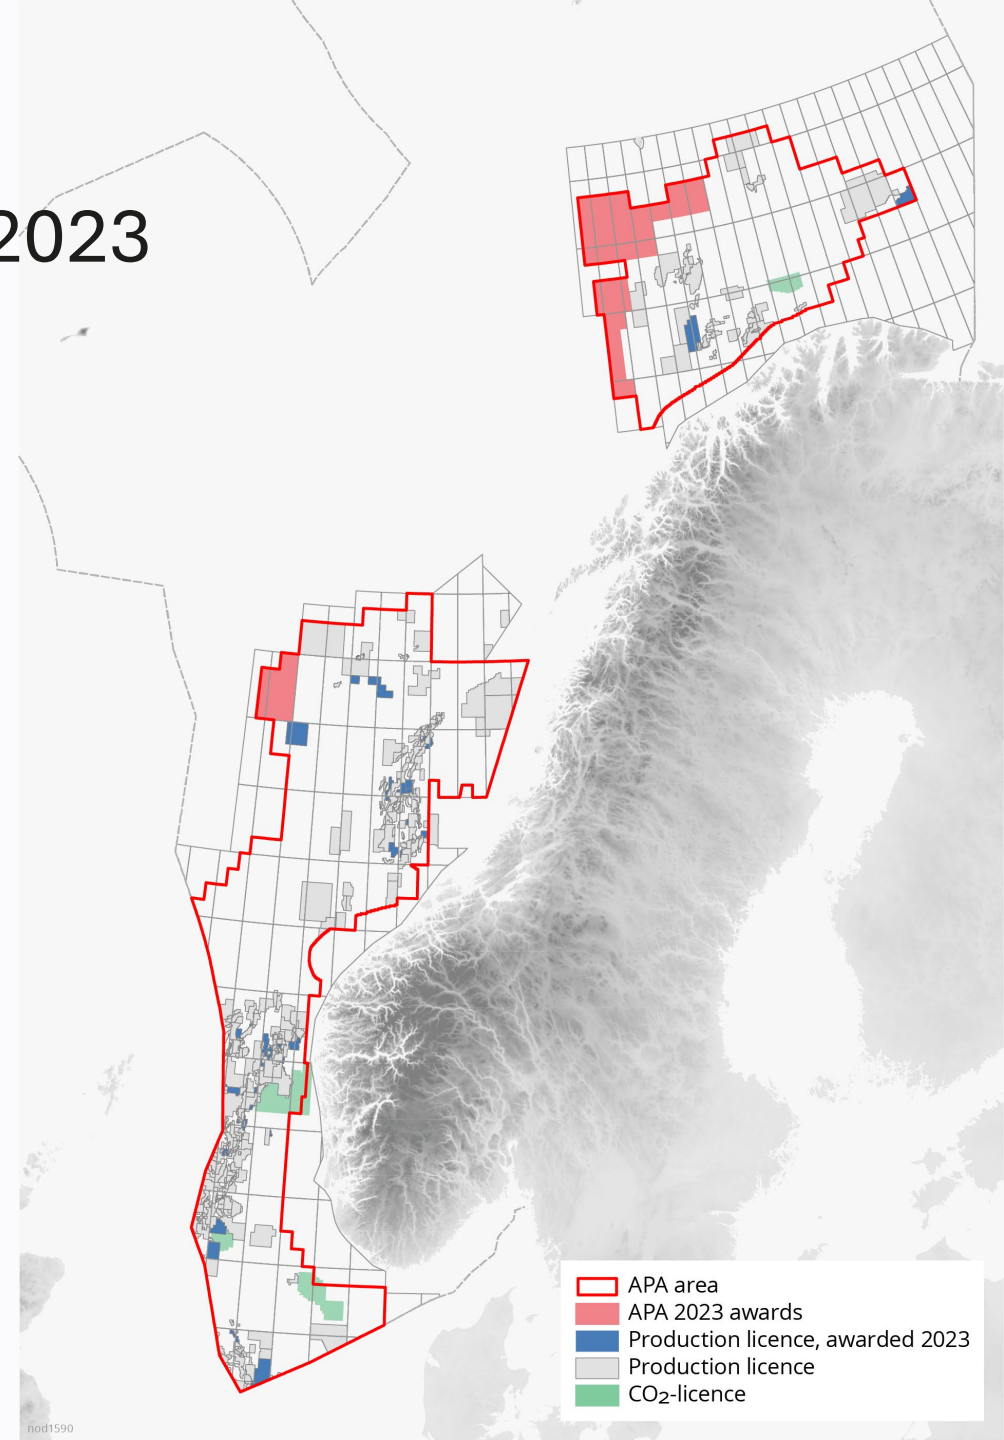 2023
APA area
APA 2023 awards
Production licence, awarded 2023
Production licence
CO₂-licence
nod1590